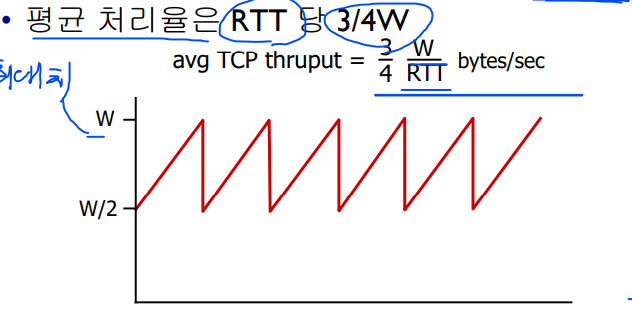 • 평균 처리율은 RTT 당 3/4W
avg TCP thruput = 3/4 W/RTT bytes/sec
최대치
W
W/2